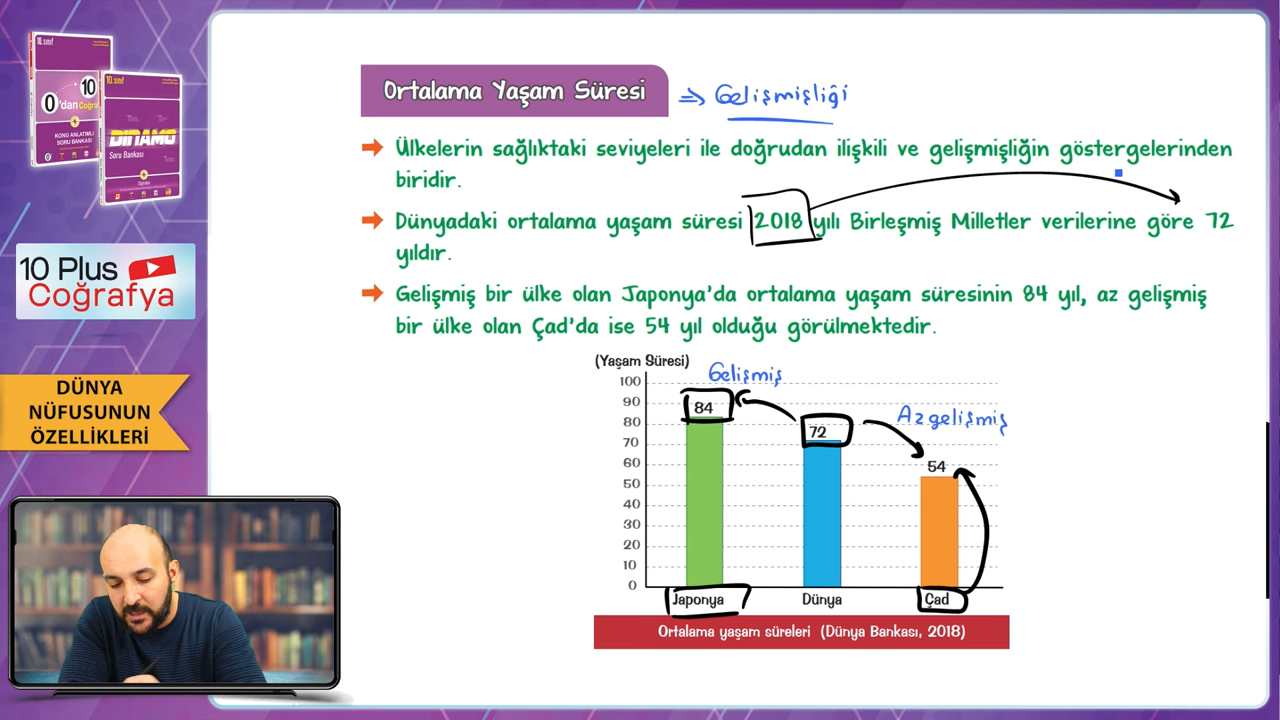 10.sınıf
0'dan 10
Coğrafya
KONU ANLATIMLI
SORU BANKASI
10.sınıf
DİNAMO
Soru Bankası
Coğrafya
10 Plus
Coğrafya
DÜNYA
NÜFUSUNUN
ÖZELLİKLERİ
Ortalama Yaşam Süresi ⇒ Gelişmişliği
Ülkelerin sağlıktaki seviyeleri ile doğrudan ilişkili ve gelişmişliğin göstergelerinden
biridir.
Dünyadaki ortalama yaşam süresi 2018 yılı Birleşmiş Milletler verilerine göre 72
yıldır.
Gelişmiş bir ülke olan Japonya'da ortalama yaşam süresinin 84 yıl, az gelişmiş
bir ülke olan Çad'da ise 54 yıl olduğu görülmektedir.
(Yaşam Süresi)
Gelişmiş
Az gelişmiş
100
90
80
70
60
50
40
30
20
10
0
84
72
54
Japonya Dünya Çad
Ortalama yaşam süreleri (Dünya Bankası, 2018)